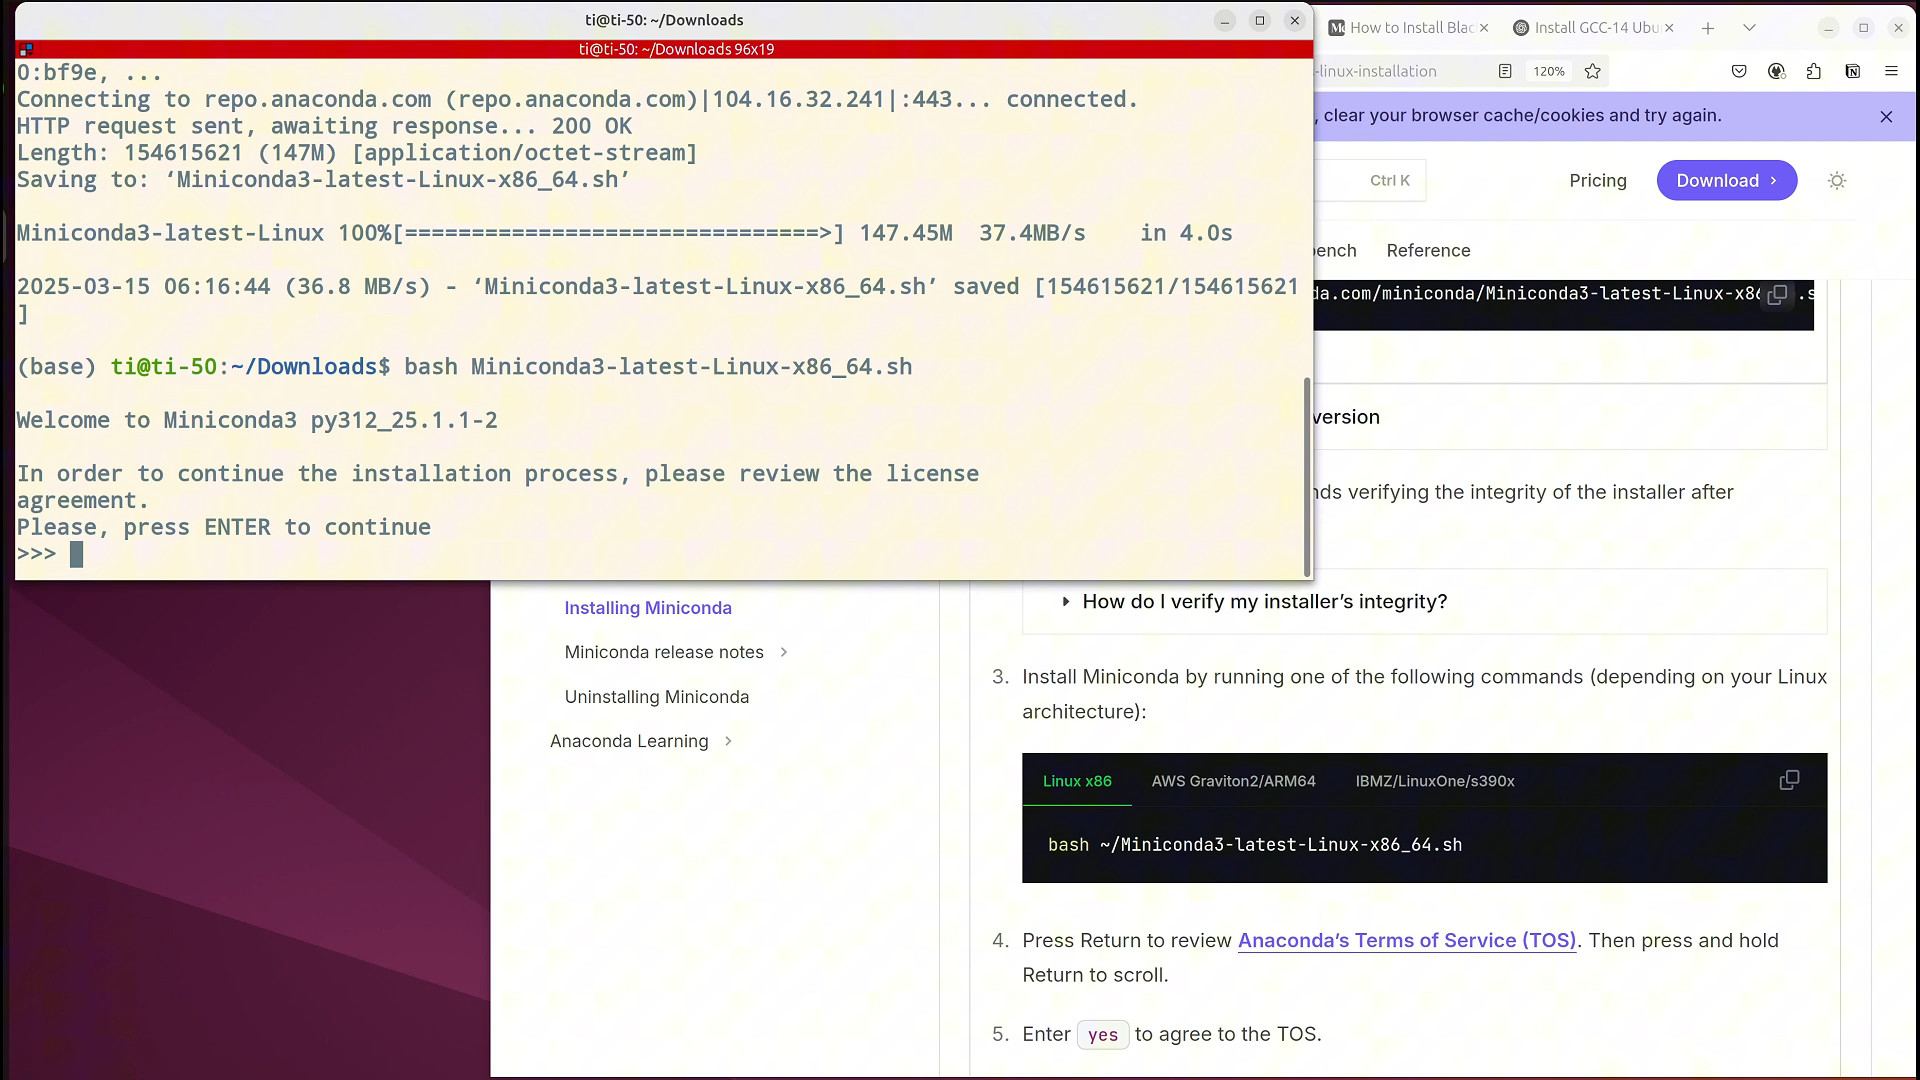 ti@ti-50: ~/Downloads
ti@ti-50: ~/Downloads 96x19
0:bf9e, ...
Connecting to repo.anaconda.com (repo.anaconda.com)|104.16.32.241|:443... connected.
HTTP request sent, awaiting response... 200 OK
Length: 154615621 (147M) [application/octet-stream]
Saving to: ‘Miniconda3-latest-Linux-x86_64.sh’
Miniconda3-latest-Linux 100%[===============================>] 147.45M  37.4MB/s    in 4.0s
2025-03-15 06:16:44 (36.8 MB/s) - ‘Miniconda3-latest-Linux-x86_64.sh’ saved [154615621/154615621
]
(base) ti@ti-50:~/Downloads$ bash Miniconda3-latest-Linux-x86_64.sh
Welcome to Miniconda3 py312_25.1.1-2
In order to continue the installation process, please review the license
agreement.
Please, press ENTER to continue
>>>
How to Install Blac
Install GCC-14 Ubu
-linux-installation
120%
, clear your browser cache/cookies and try again.
Ctrl K
Pricing
Download
Reference
da.com/miniconda/Miniconda3-latest-Linux-x86 .s
version
nds verifying the integrity of the installer after
How do I verify my installer’s integrity?
Installing Miniconda
Miniconda release notes
Uninstalling Miniconda
Anaconda Learning
3. Install Miniconda by running one of the following commands (depending on your Linux
architecture):
Linux x86
AWS Graviton2/ARM64
IBMZ/LinuxOne/s390x
bash ~/Miniconda3-latest-Linux-x86_64.sh
4. Press Return to review Anaconda’s Terms of Service (TOS). Then press and hold
Return to scroll.
5. Enter yes to agree to the TOS.